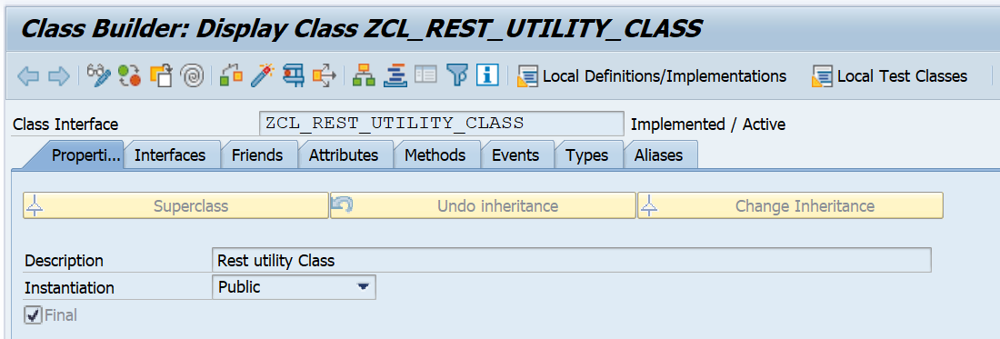 Class Builder: Display Class ZCL_REST_UTILITY_CLASS
Local Definitions/Implementations Local Test Classes
Class Interface ZCL_REST_UTILITY_CLASS Implemented / Active
Properti... Interfaces Friends Attributes Methods Events Types Aliases
Superclass Undo inheritance Change Inheritance
Description Rest utility Class
Instantiation Public
Final